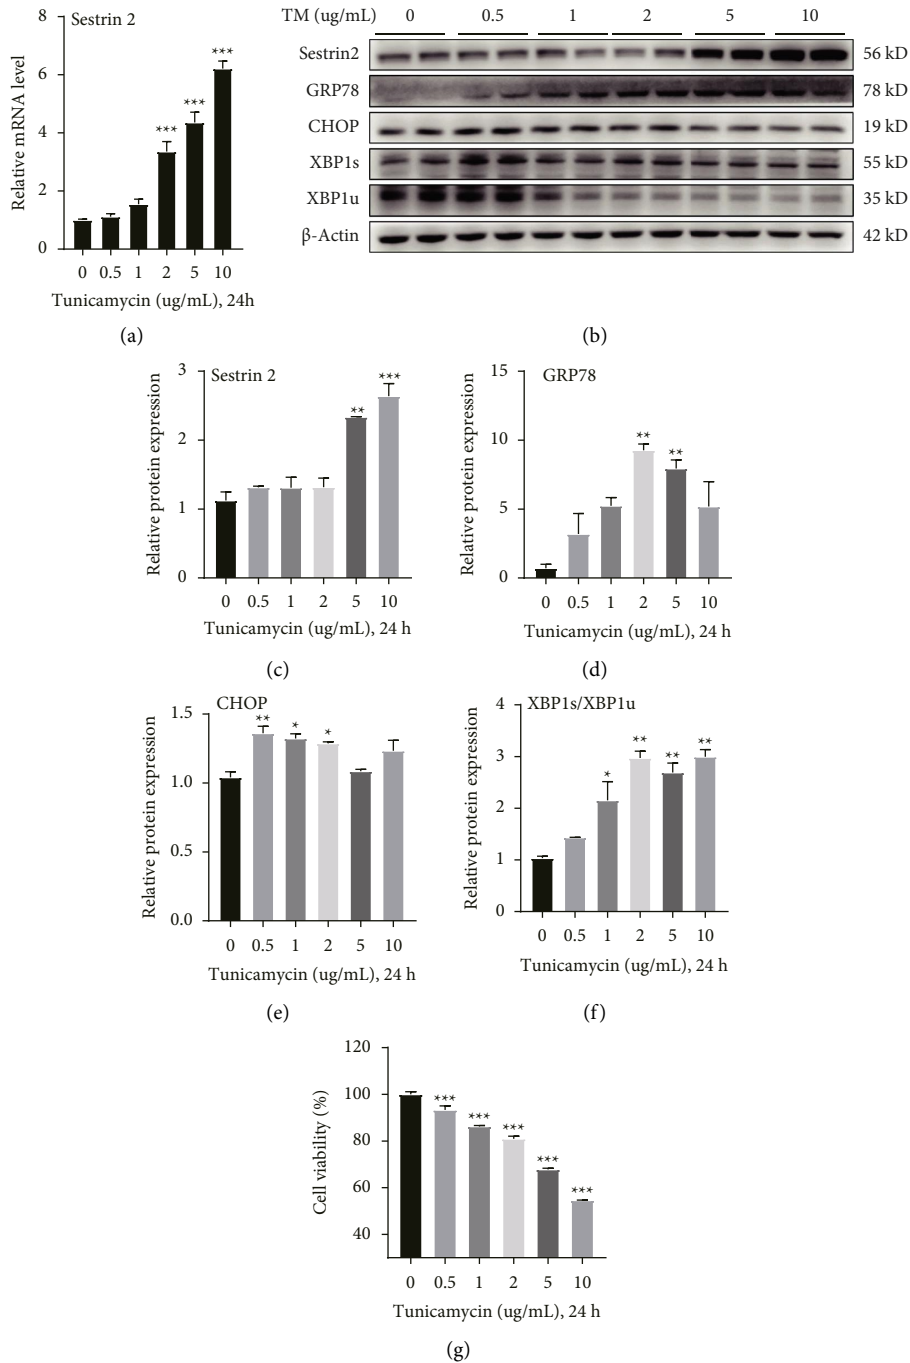 Sestrin 2
Relative mRNA level
8
6
4
2
0
***
***
***
0 0.5 1 2 5 10
Tunicamycin (ug/mL), 24h
(a)
TM (ug/mL) 0 0.5 1 2 5 10
Sestrin2 56 kD
GRP78 78 kD
CHOP 19 kD
XBP1s 55 kD
XBP1u 35 kD
β-Actin 42 kD
(b)
Sestrin 2
Relative protein expression
3
2
1
0
**
***
0 0.5 1 2 5 10
Tunicamycin (ug/mL), 24 h
(c)
GRP78
Relative protein expression
15
10
5
0
**
**
0 0.5 1 2 5 10
Tunicamycin (ug/mL), 24 h
(d)
CHOP
Relative protein expression
1.5
1.0
0.5
0.0
**
*
*
0 0.5 1 2 5 10
Tunicamycin (ug/mL), 24 h
(e)
XBP1s/XBP1u
Relative protein expression
4
3
2
1
0
*
**
**
**
0 0.5 1 2 5 10
Tunicamycin (ug/mL), 24 h
(f)
Cell viability (%)
120
100
80
60
40
***
***
***
***
***
0 0.5 1 2 5 10
Tunicamycin (ug/mL), 24 h
(g)